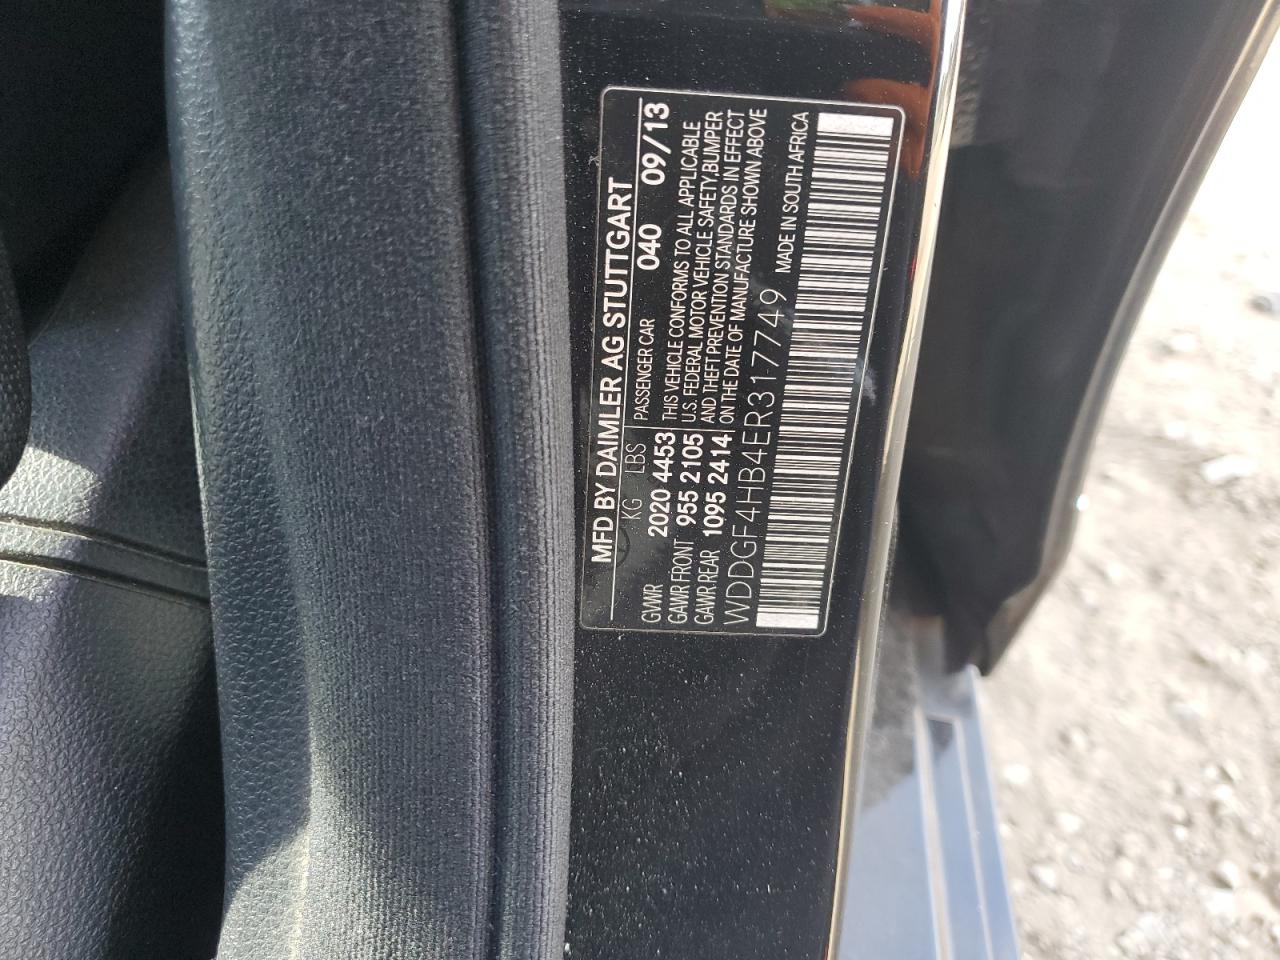 MFD BY DAIMLER AG STUTTGART
KG LBS PASSENGER CAR 040 09/13
GVWR 2020 4453 THIS VEHICLE CONFORMS TO ALL APPLICABLE
GAWR FRONT 955 2105 U.S. FEDERAL MOTOR VEHICLE SAFETY,BUMPER
GAWR REAR 1095 2414 AND THEFT PREVENTION STANDARDS IN EFFECT
ON THE DATE OF MANUFACTURE SHOWN ABOVE
WDDGF4HB4ER317749 MADE IN SOUTH AFRICA